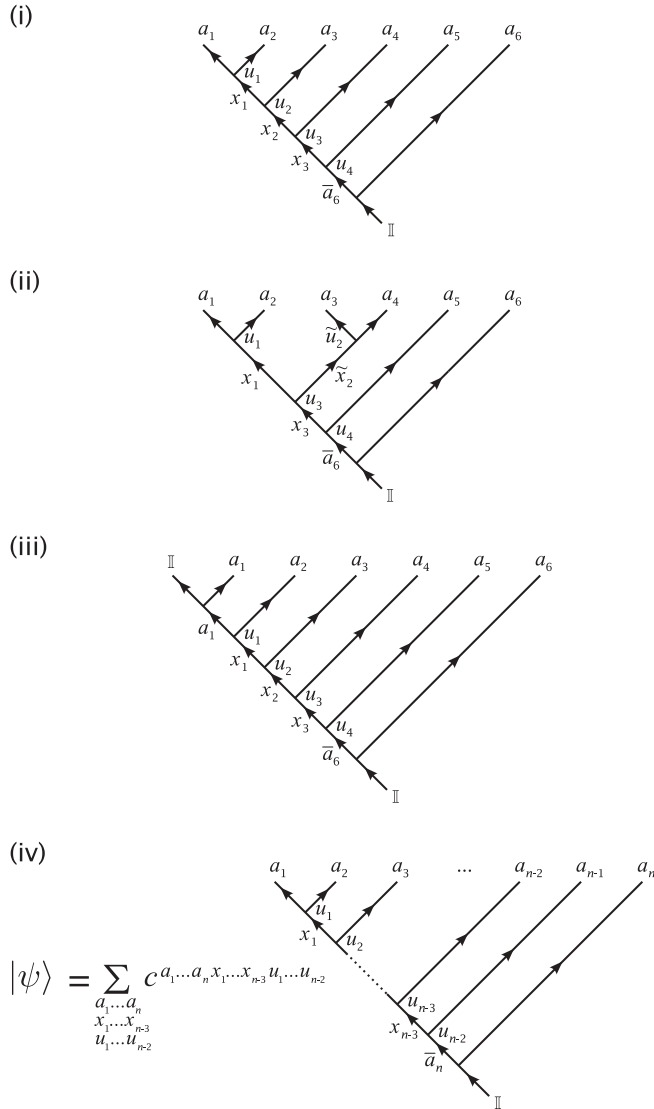 (i)
a₁ a₂ a₃ a₄ a₅ a₆
u₁
x₁ u₂
x₂ u₃
x₃ u₄
a̅₆
𝕀
(ii)
a₁ a₂ a₃ a₄ a₅ a₆
u₁ ũ₂
x₁ x̃₂
u₃
x₃ u₄
a̅₆
𝕀
(iii)
𝕀 a₁ a₂ a₃ a₄ a₅ a₆
a₁ u₁
x₁ u₂
x₂ u₃
x₃ u₄
a̅₆
𝕀
(iv)
a₁ a₂ a₃ ... aₙ₋₂ aₙ₋₁ aₙ
u₁
x₁ u₂
|ψ⟩ = ∑ c^{a₁...aₙ x₁...xₙ₋₃ u₁...uₙ₋₂}
a₁...aₙ
x₁...xₙ₋₃
u₁...uₙ₋₂
uₙ₋₃
xₙ₋₃ uₙ₋₂
a̅ₙ
𝕀